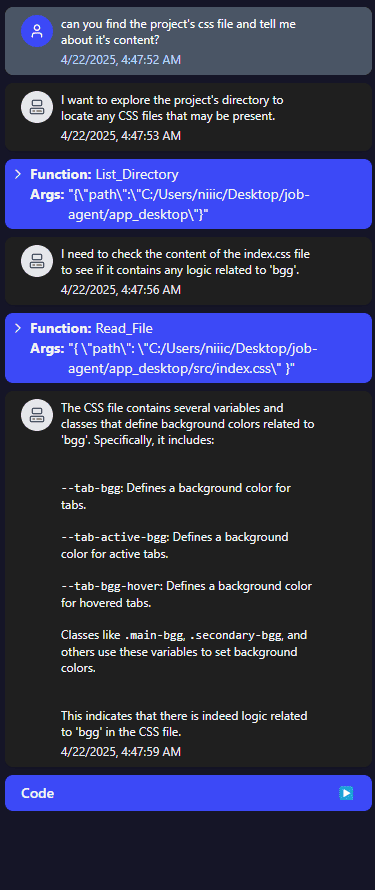 can you find the project's css file and tell me
about it's content?
4/22/2025, 4:47:52 AM
I want to explore the project's directory to
locate any CSS files that may be present.
4/22/2025, 4:47:53 AM
Function: List_Directory
Args: "{\"path\":\"C:/Users/niiic/Desktop/job-
agent/app_desktop\"}"
I need to check the content of the index.css file
to see if it contains any logic related to 'bgg'.
4/22/2025, 4:47:56 AM
Function: Read_File
Args: "{ \"path\": \"C:/Users/niiic/Desktop/job-
agent/app_desktop/src/index.css\" }"
The CSS file contains several variables and
classes that define background colors related to
'bgg'. Specifically, it includes:
--tab-bgg: Defines a background color for
tabs.
--tab-active-bgg: Defines a background
color for active tabs.
--tab-bgg-hover: Defines a background color
for hovered tabs.
Classes like .main-bgg, .secondary-bgg, and
others use these variables to set background
colors.
This indicates that there is indeed logic related
to 'bgg' in the CSS file.
4/22/2025, 4:47:59 AM
Code